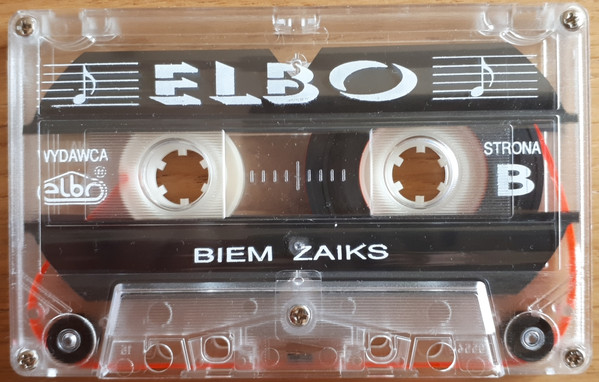 ELBO
WYDAWCA
elbo
STRONA
B
BIEM ZAIKS